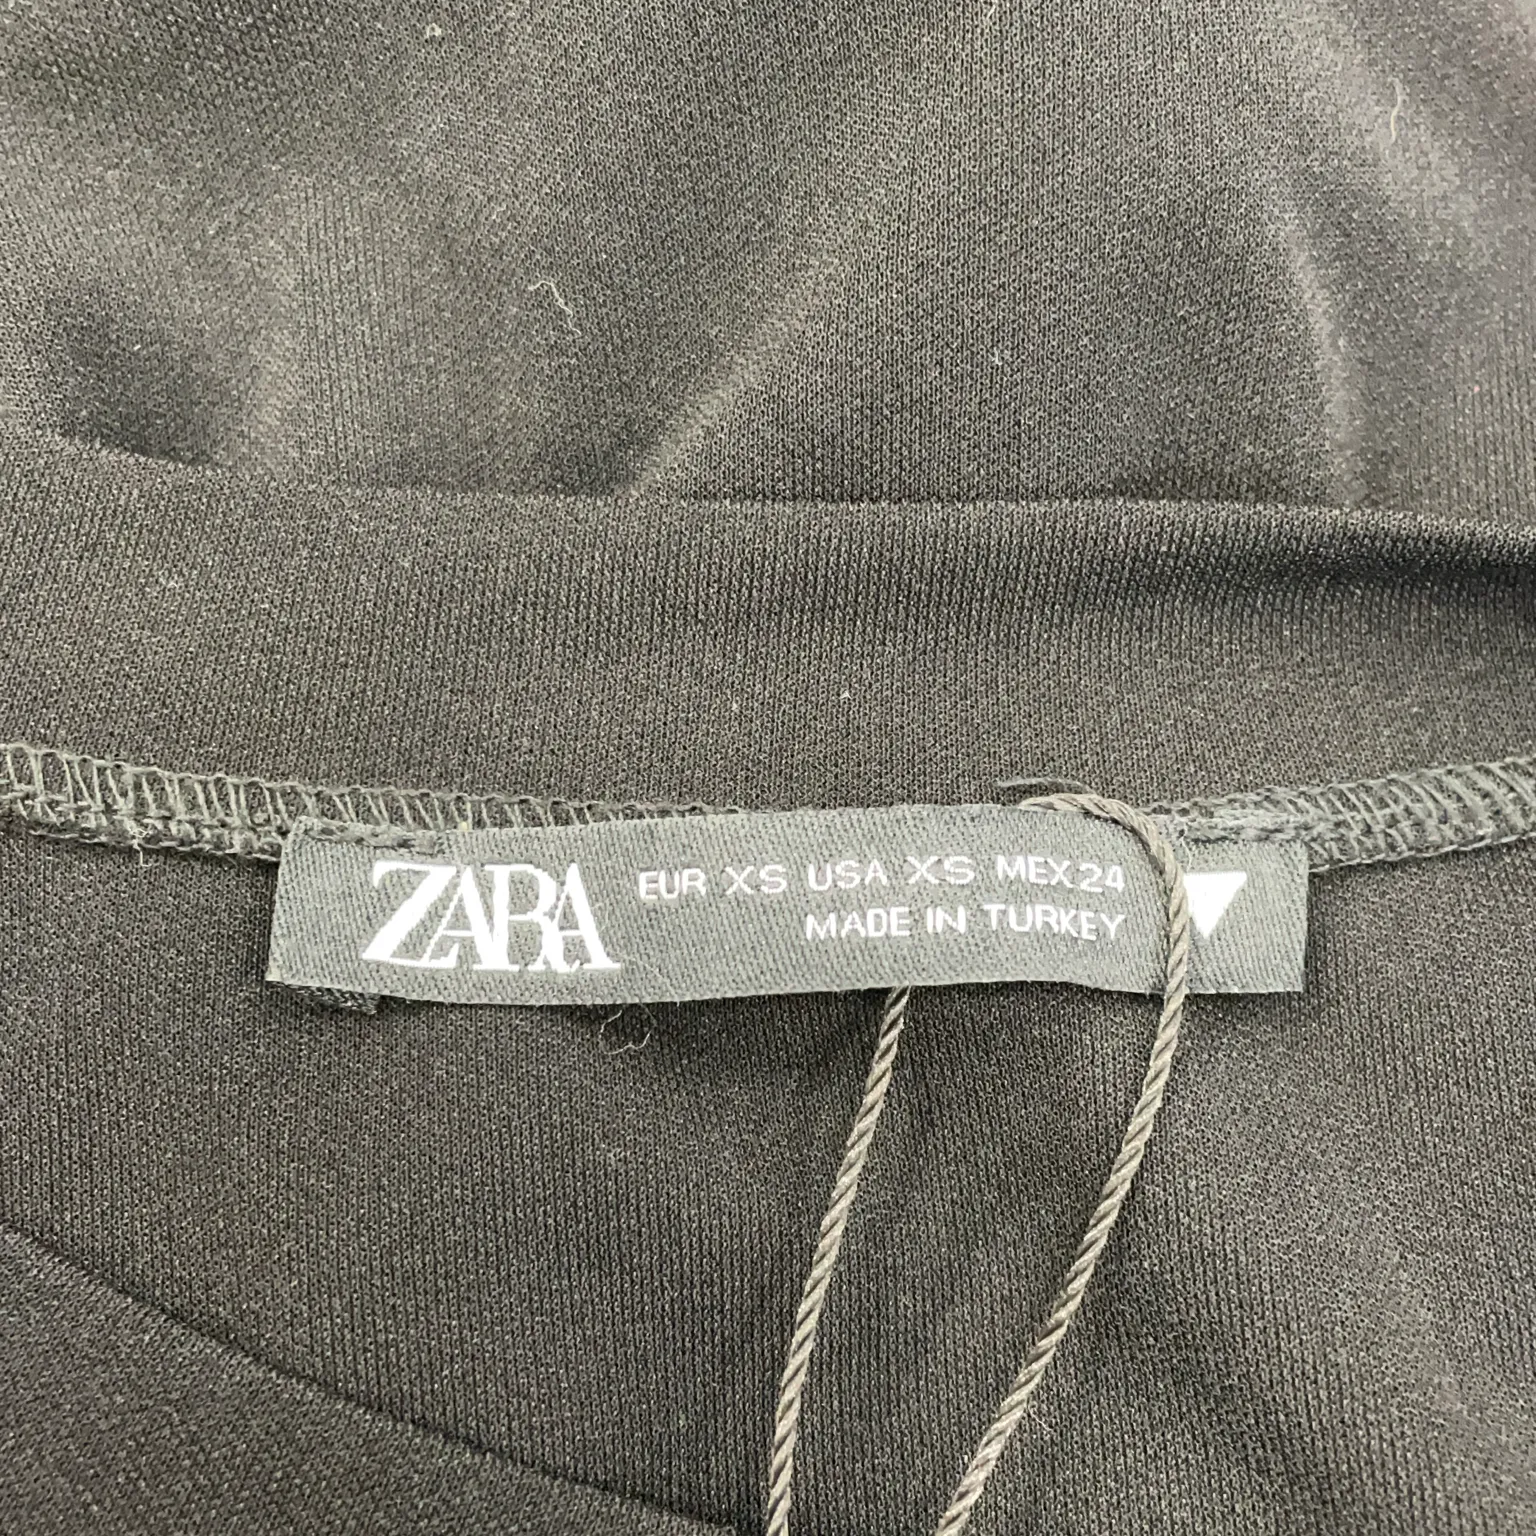 ZARA
EUR XS USA XS MEX 24
MADE IN TURKEY